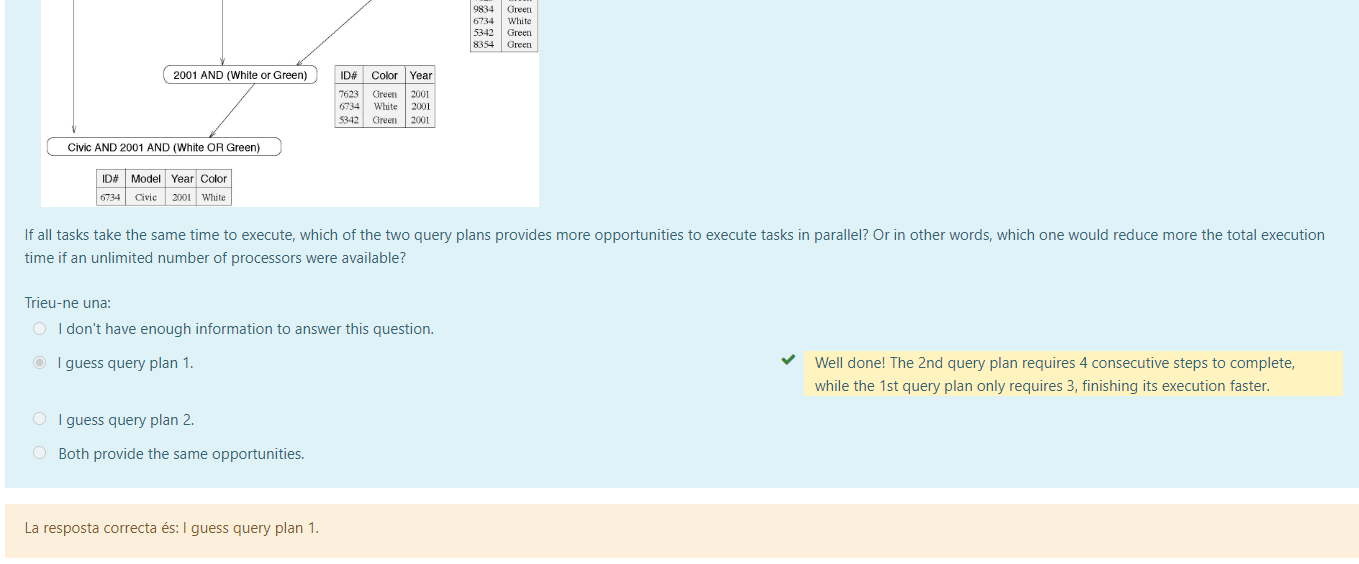 9834 Green
6734 White
5342 Green
8354 Green
2001 AND (White or Green)
ID# Color Year
7623 Green 2001
6734 White 2001
5342 Green 2001
Civic AND 2001 AND (White OR Green)
ID# Model Year Color
6734 Civic 2001 White
If all tasks take the same time to execute, which of the two query plans provides more opportunities to execute tasks in parallel? Or in other words, which one would reduce more the total execution
time if an unlimited number of processors were available?
Trieu-ne una:
I don't have enough information to answer this question.
I guess query plan 1.
Well done! The 2nd query plan requires 4 consecutive steps to complete,
while the 1st query plan only requires 3, finishing its execution faster.
I guess query plan 2.
Both provide the same opportunities.
La resposta correcta és: I guess query plan 1.